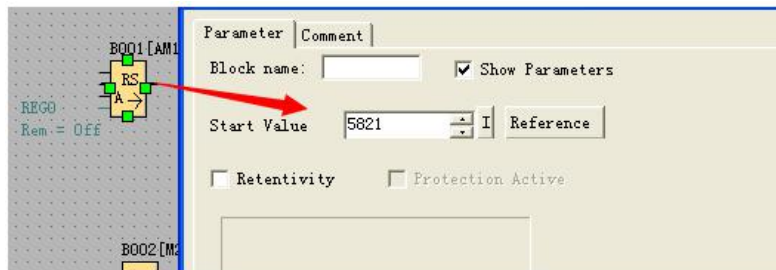 B001[AM1
RS
A→
REG0
Rem = Off
B002[M2
Parameter
Comment
Block name:
Show Parameters
Start Value 5821 I Reference
Retentivity
Protection Active